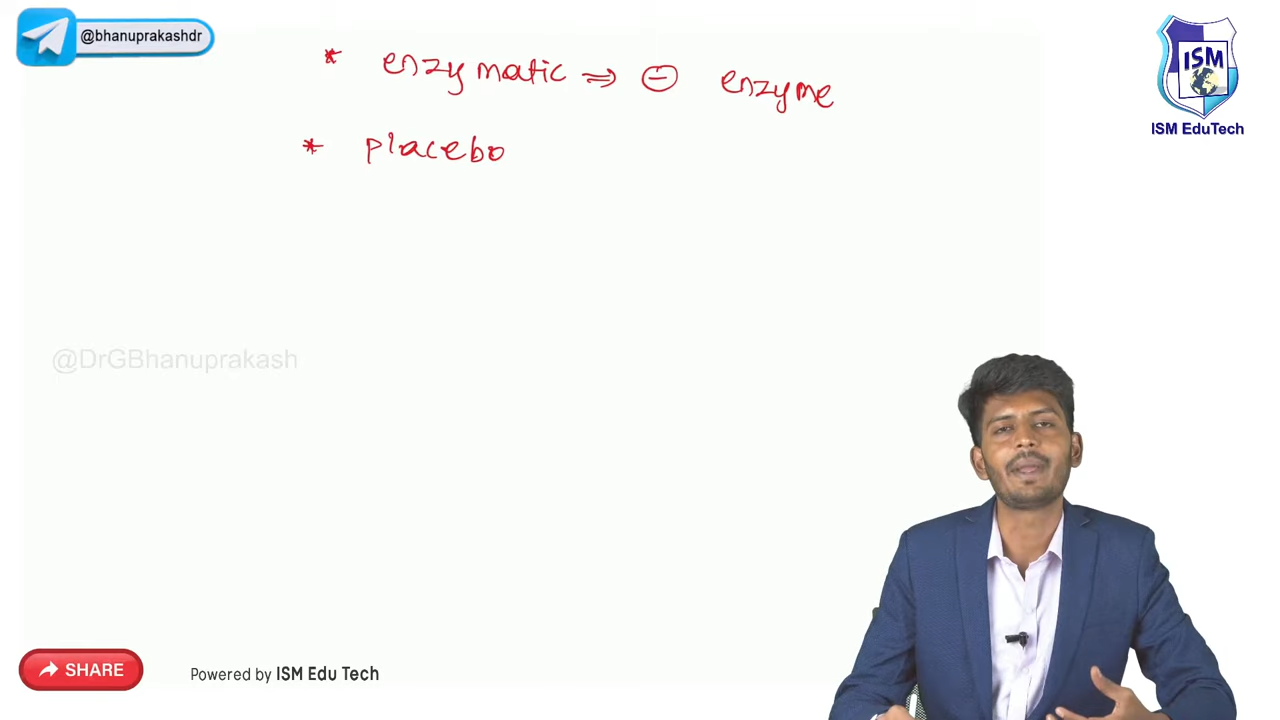 @bhanuprakashdr
* enzymatic ⇒ ⊖ enzyme
* placebo
ISM
ISM EduTech
@DrGBhanuprakash
SHARE
Powered by ISM Edu Tech